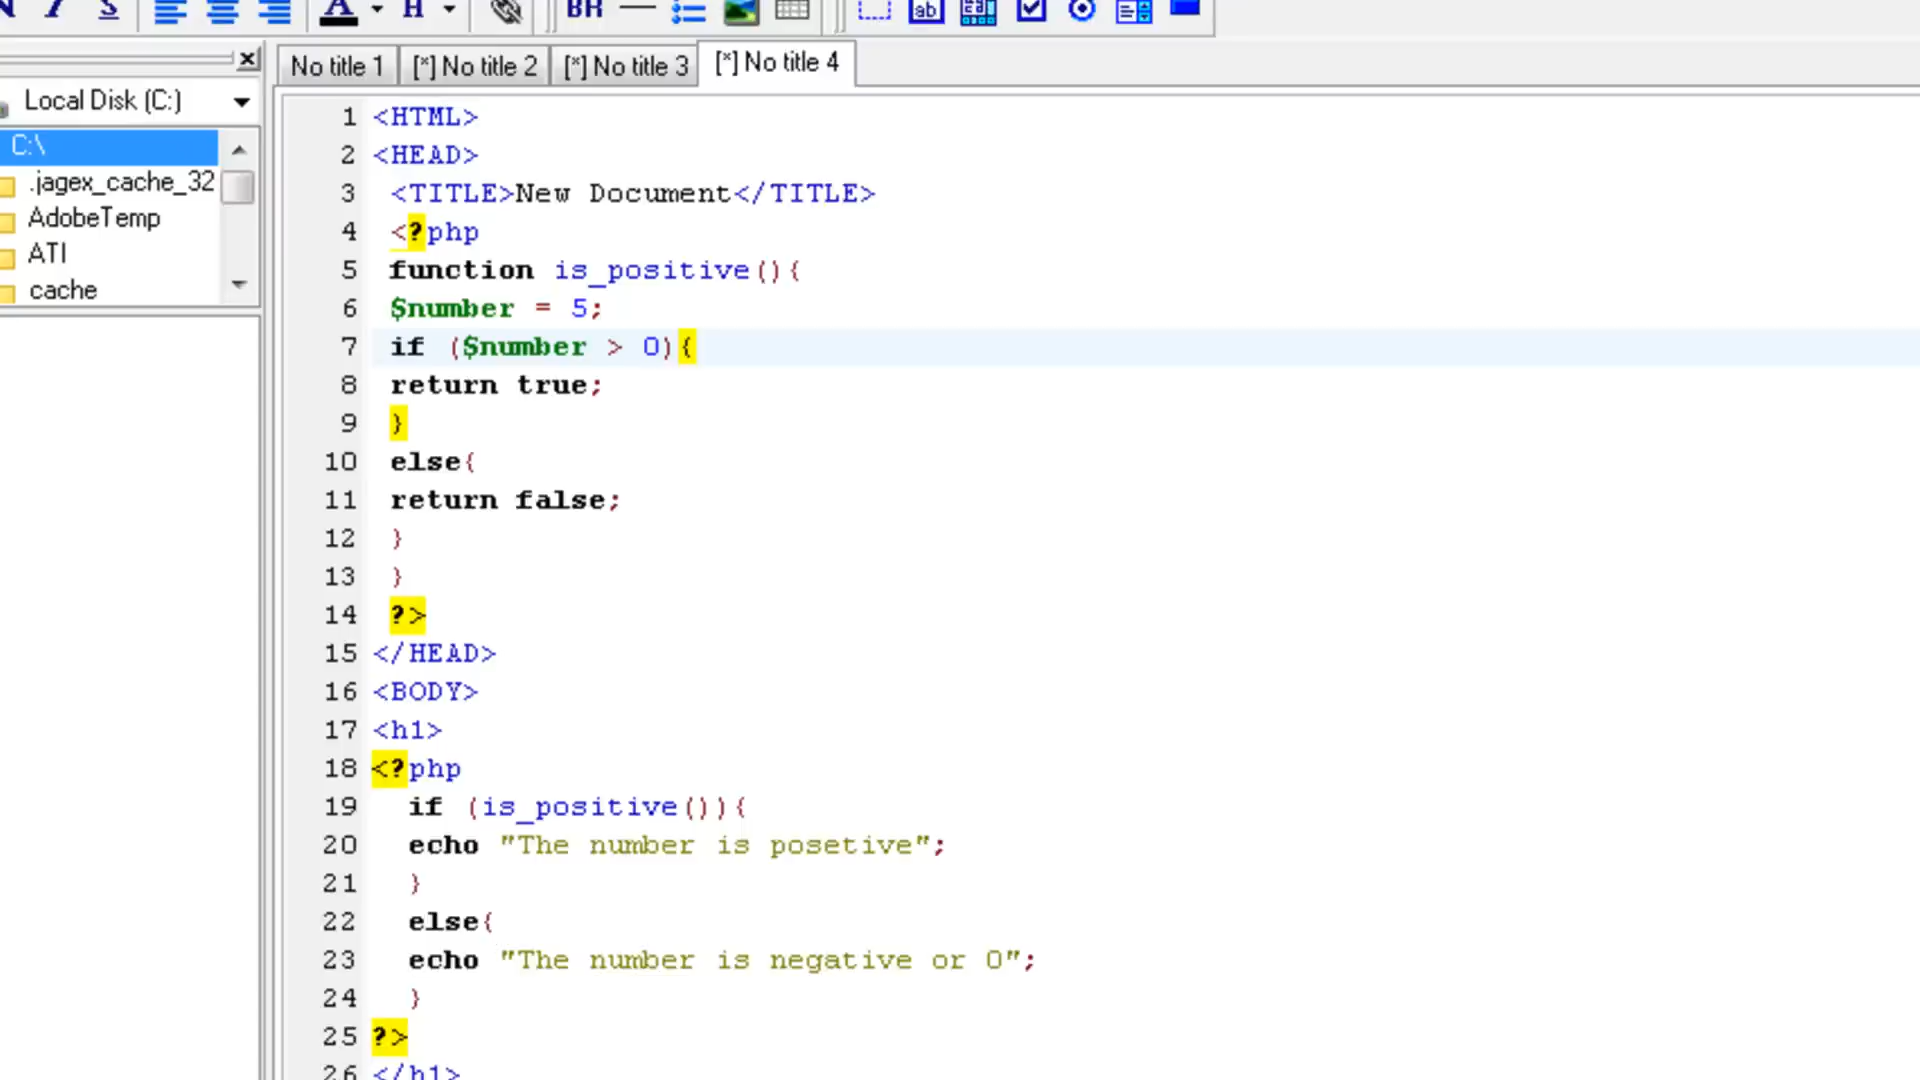 A H BR ab
No title 1 [*] No title 2 [*] No title 3 [*] No title 4
Local Disk (C:)
C:\
.jagex_cache_32
AdobeTemp
ATI
cache
1 <HTML>
2 <HEAD>
3 <TITLE>New Document</TITLE>
4 <?php
5 function is_positive(){
6 $number = 5;
7 if ($number > 0){
8 return true;
9 }
10 else{
11 return false;
12 }
13 }
14 ?>
15 </HEAD>
16 <BODY>
17 <h1>
18 <?php
19 if (is_positive()){
20 echo "The number is posetive";
21 }
22 else{
23 echo "The number is negative or 0";
24 }
25 ?>
26 </h1>